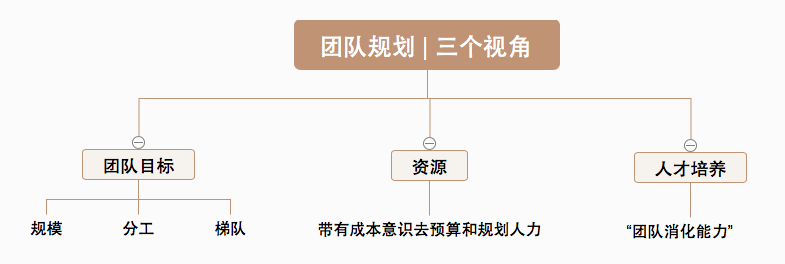 团队规划 | 三个视角
团队目标
资源
人才培养
规模
分工
梯队
带有成本意识去预算和规划人力
“团队消化能力”